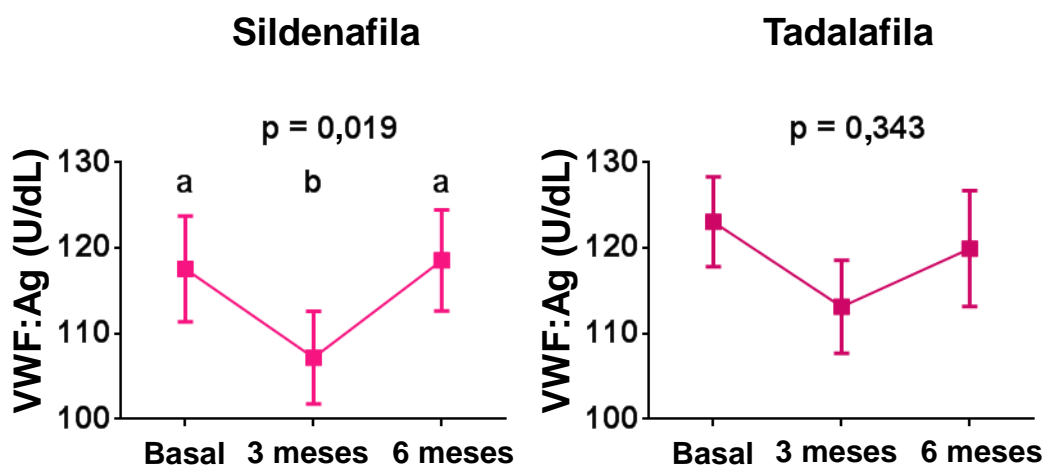 Sildenafila
p = 0,019
VWF:Ag (U/dL)
130
120
110
100
a
b
a
Basal
3 meses
6 meses
Tadalafila
p = 0,343
VWF:Ag (U/dL)
130
120
110
100
Basal
3 meses
6 meses